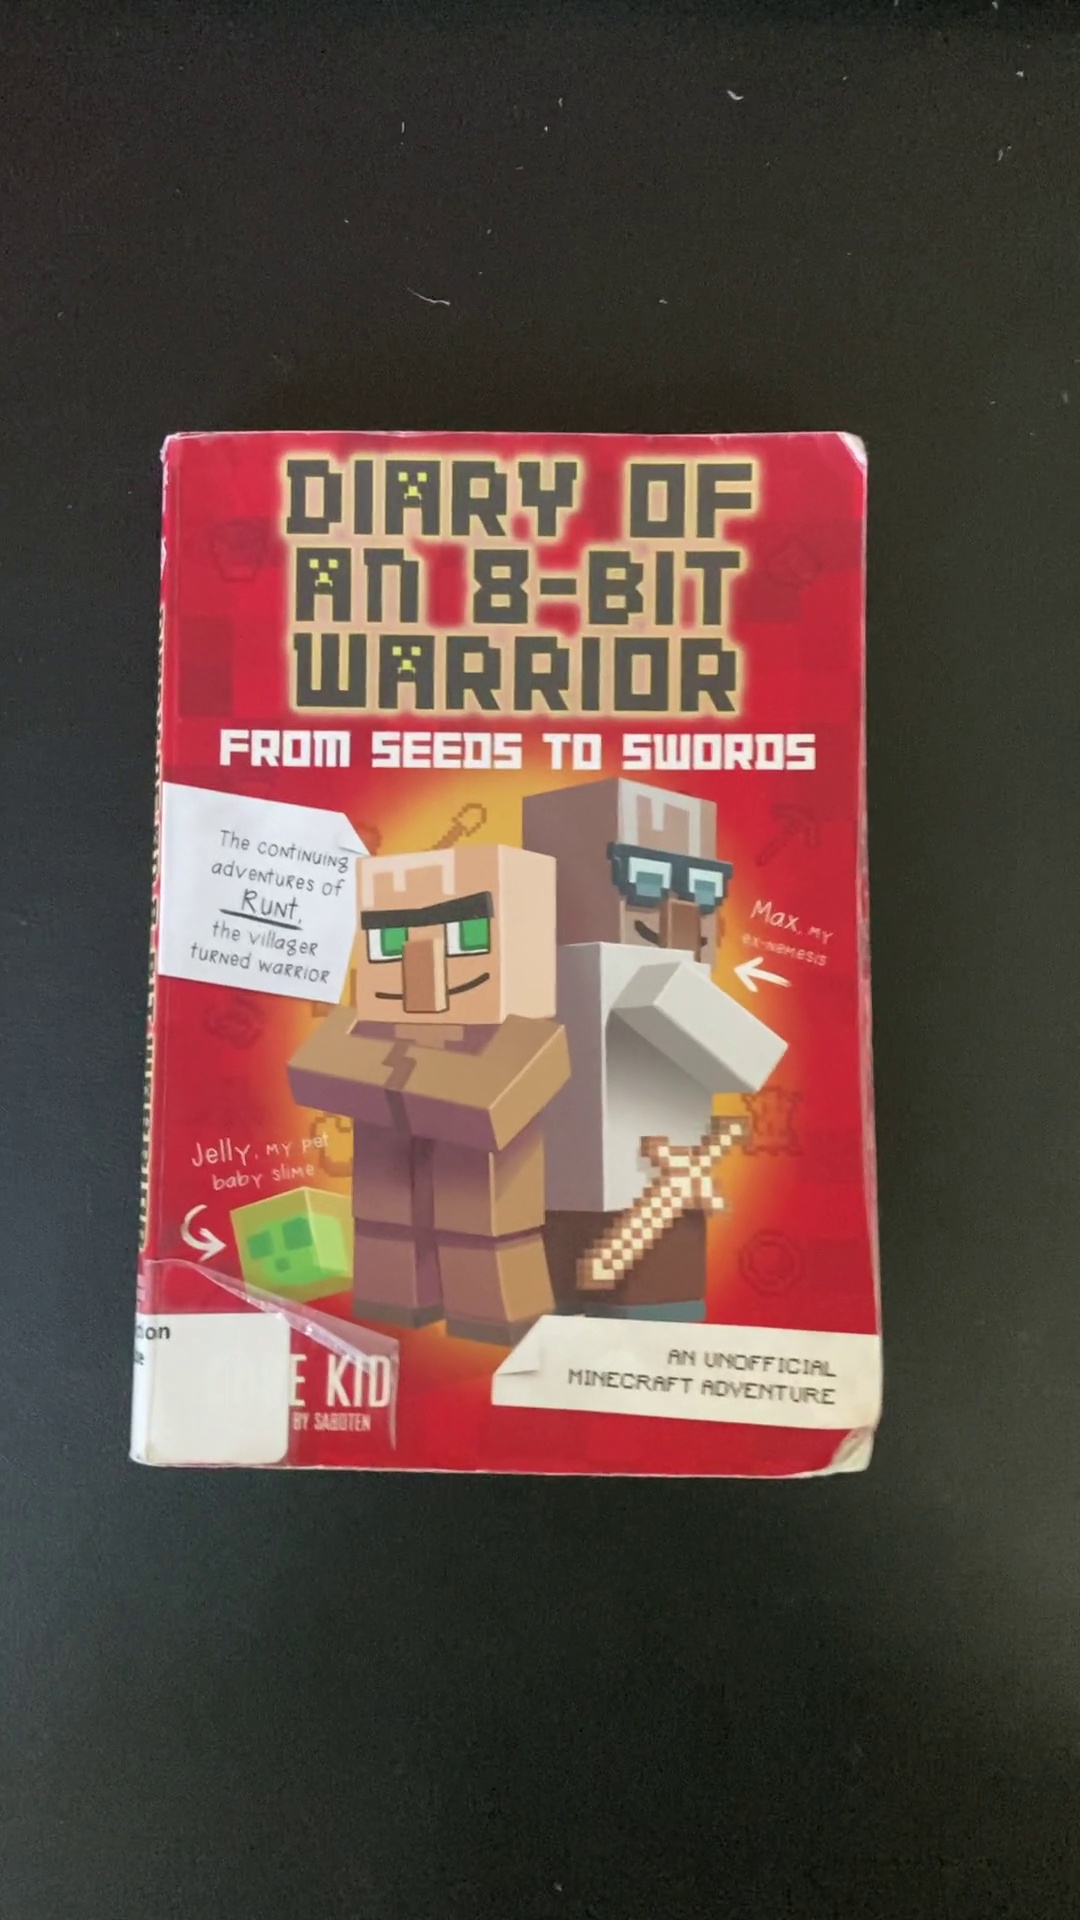 DIARY OF
AN 8-BIT
WARRIOR
FROM SEEDS TO SWORDS
The continuing
adventures of
Runt,
the villager
turned warrior
Max, my
ex-nemesis
Jelly, my pet
baby slime
KID
BY SABOTEN
AN UNOFFICIAL
MINECRAFT ADVENTURE